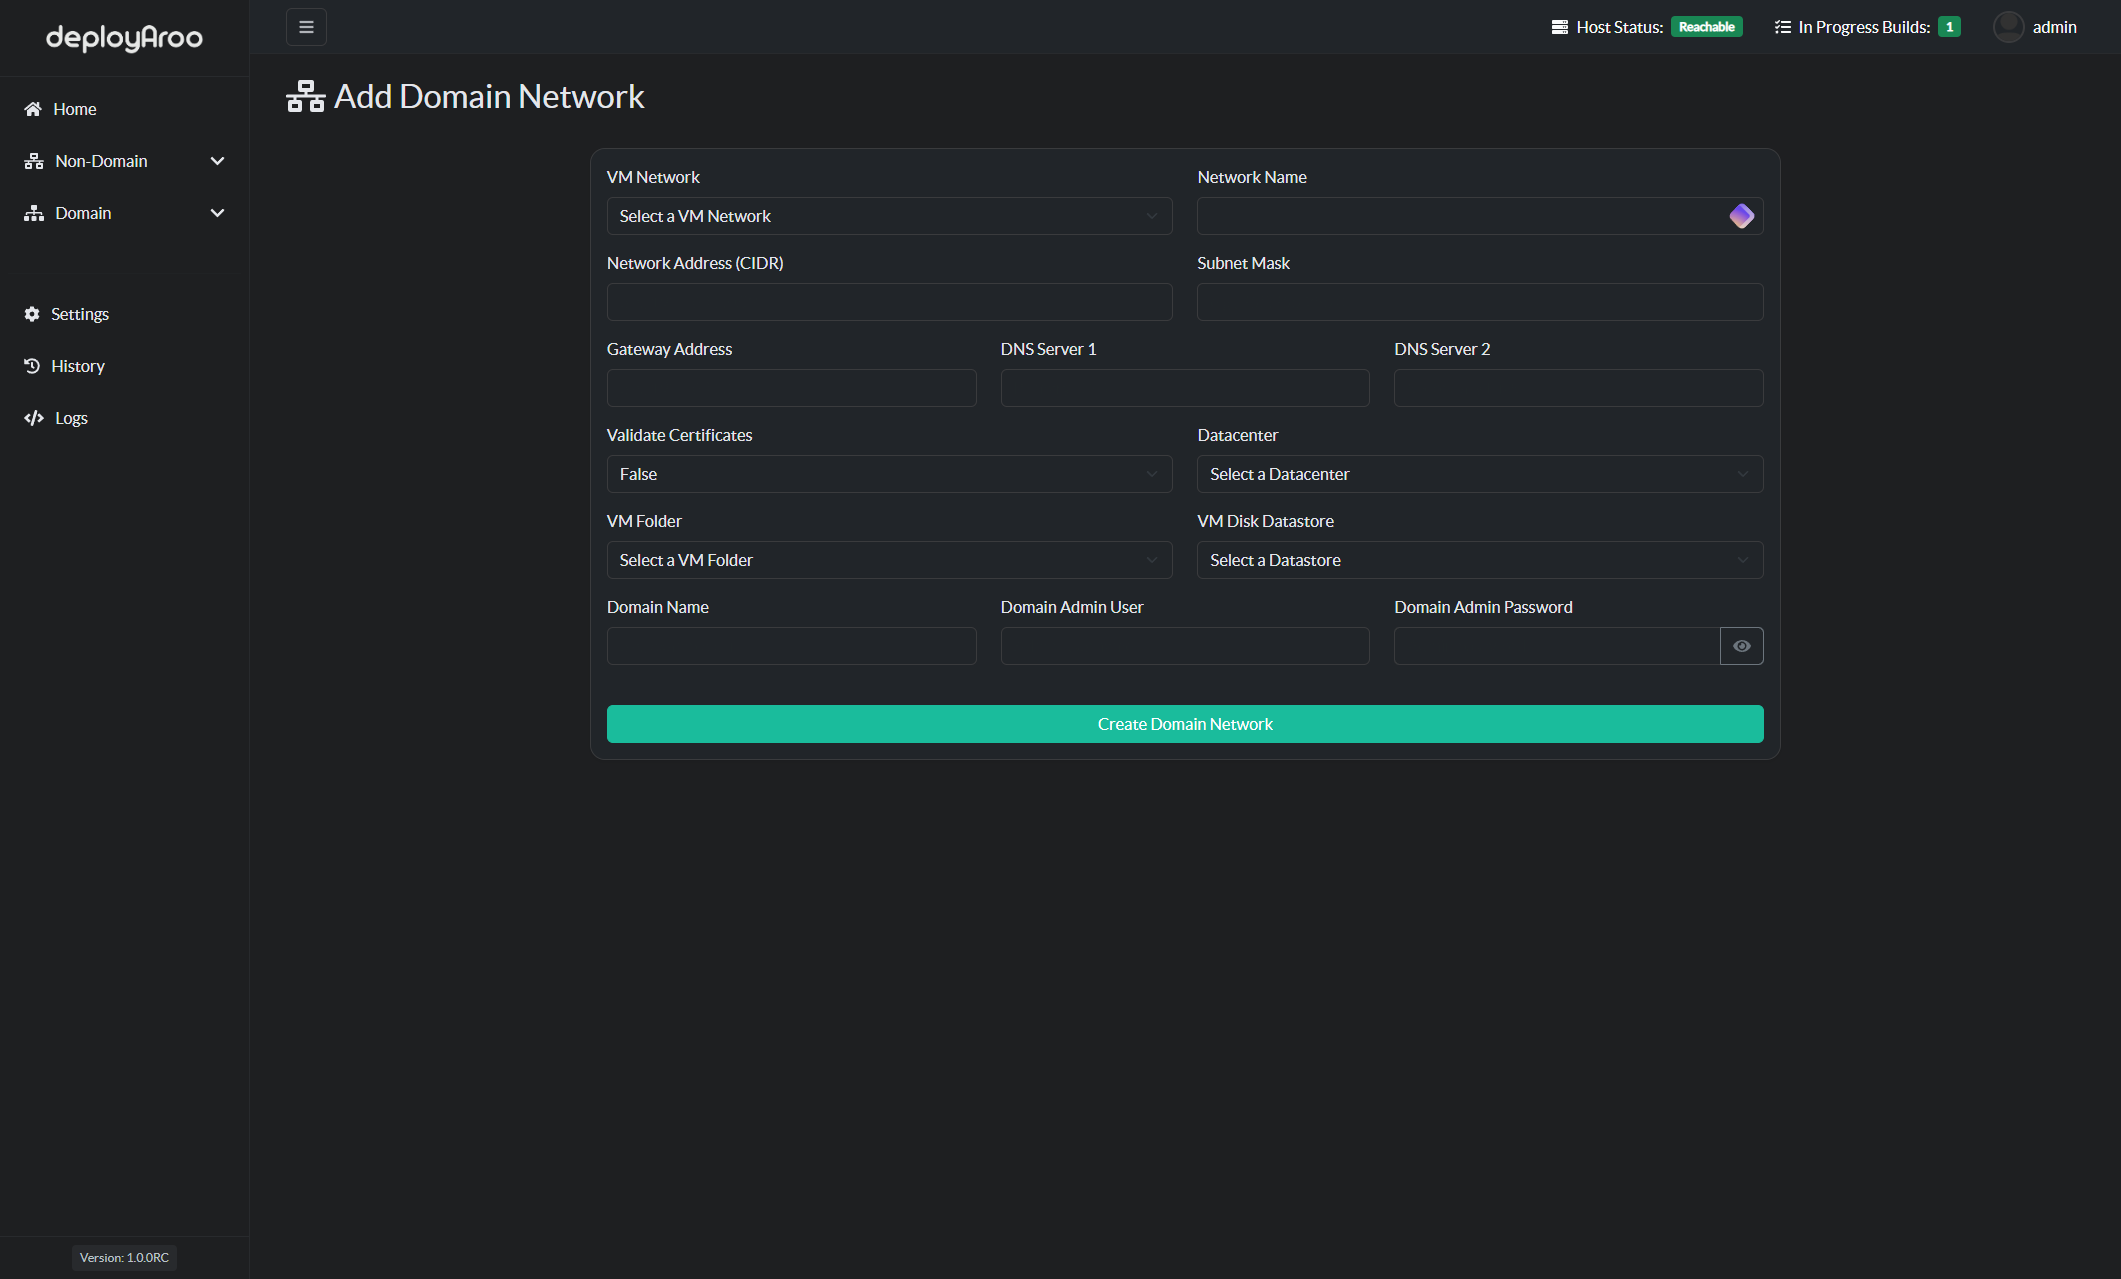 deployAroo
Host Status: Reachable
In Progress Builds: 1
admin
Home
Non-Domain
Domain
Settings
History
Logs
Version: 1.0.0RC
Add Domain Network
VM Network
Network Name
Select a VM Network
Network Address (CIDR)
Subnet Mask
Gateway Address
DNS Server 1
DNS Server 2
Validate Certificates
Datacenter
False
Select a Datacenter
VM Folder
VM Disk Datastore
Select a VM Folder
Select a Datastore
Domain Name
Domain Admin User
Domain Admin Password
Create Domain Network